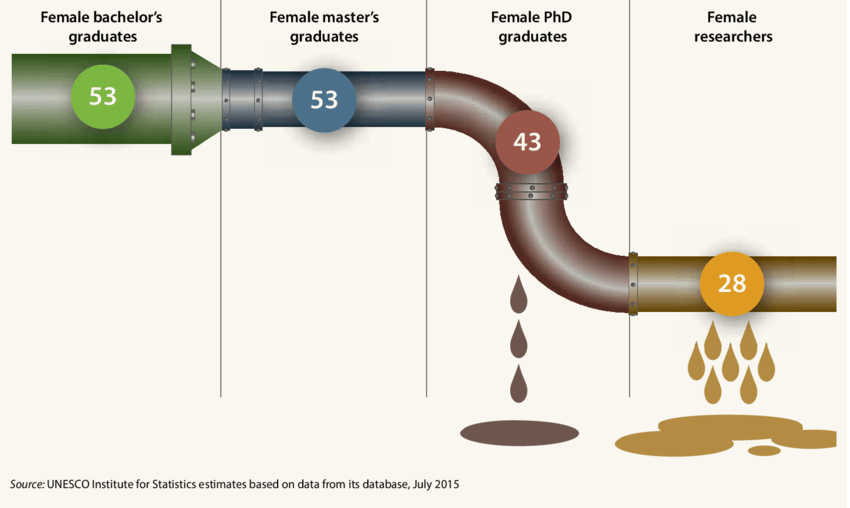 Female bachelor’s
graduates
Female master’s
graduates
Female PhD
graduates
Female
researchers
53
53
43
28
Source: UNESCO Institute for Statistics estimates based on data from its database, July 2015